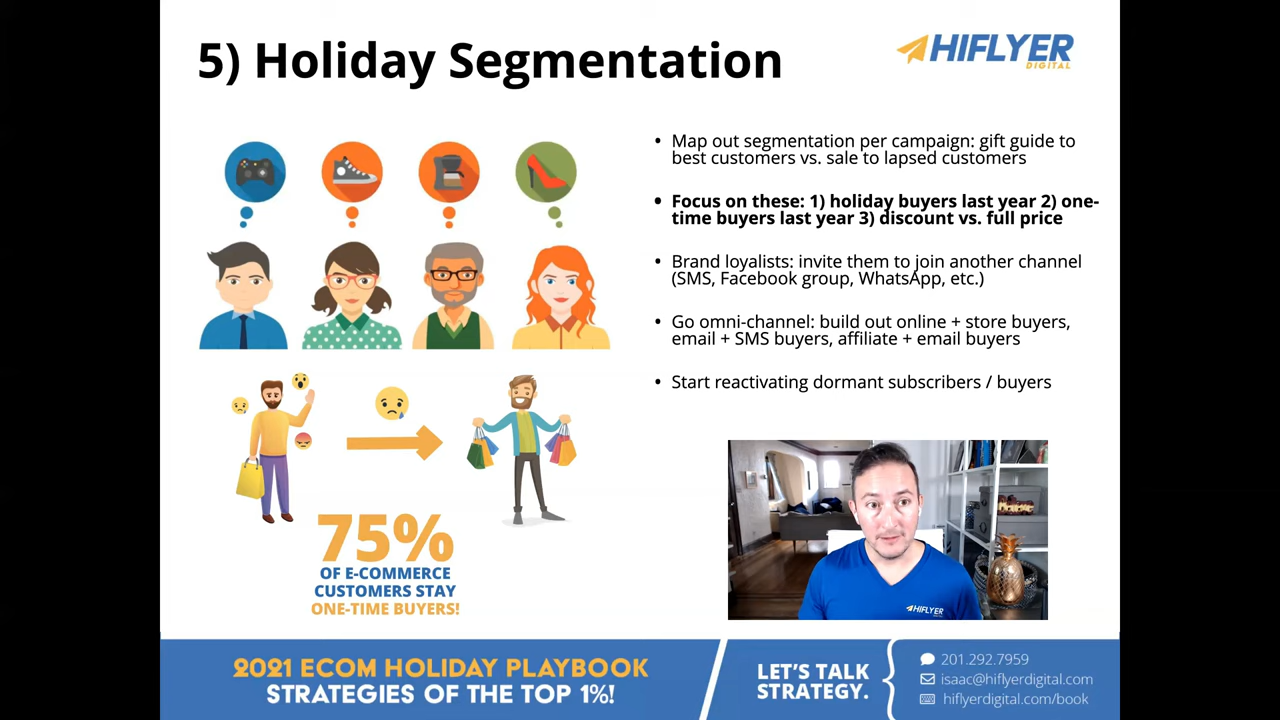 5) Holiday Segmentation
HIFLYER
DIGITAL
• Map out segmentation per campaign: gift guide to
best customers vs. sale to lapsed customers
• Focus on these: 1) holiday buyers last year 2) one-
time buyers last year 3) discount vs. full price
• Brand loyalists: invite them to join another channel
(SMS, Facebook group, WhatsApp, etc.)
• Go omni-channel: build out online + store buyers,
email + SMS buyers, affiliate + email buyers
• Start reactivating dormant subscribers / buyers
75%
OF E-COMMERCE
CUSTOMERS STAY
ONE-TIME BUYERS!
HIFLYER
2021 ECOM HOLIDAY PLAYBOOK
STRATEGIES OF THE TOP 1%!
LET'S TALK
STRATEGY.
201.292.7959
isaac@hiflyerdigital.com
hiflyerdigital.com/book